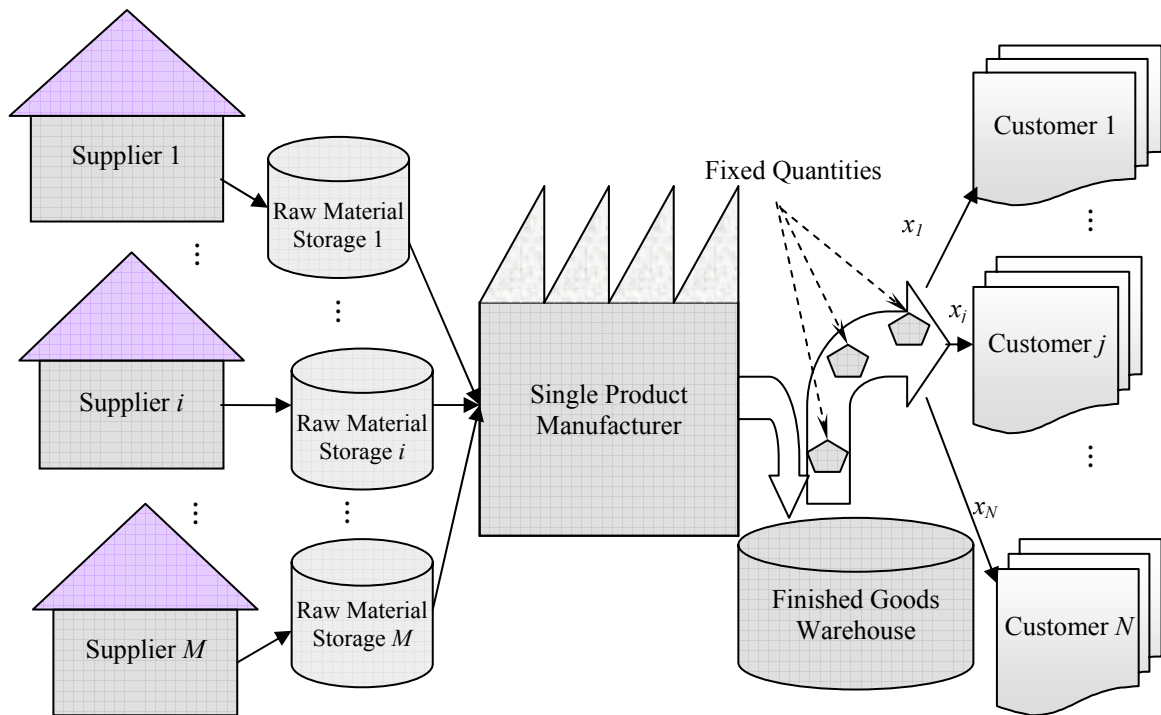 Supplier 1
Raw Material
Storage 1
Supplier i
Raw Material
Storage i
Supplier M
Raw Material
Storage M
Single Product
Manufacturer
Fixed Quantities
Finished Goods
Warehouse
x1
xj
xN
Customer 1
Customer j
Customer N